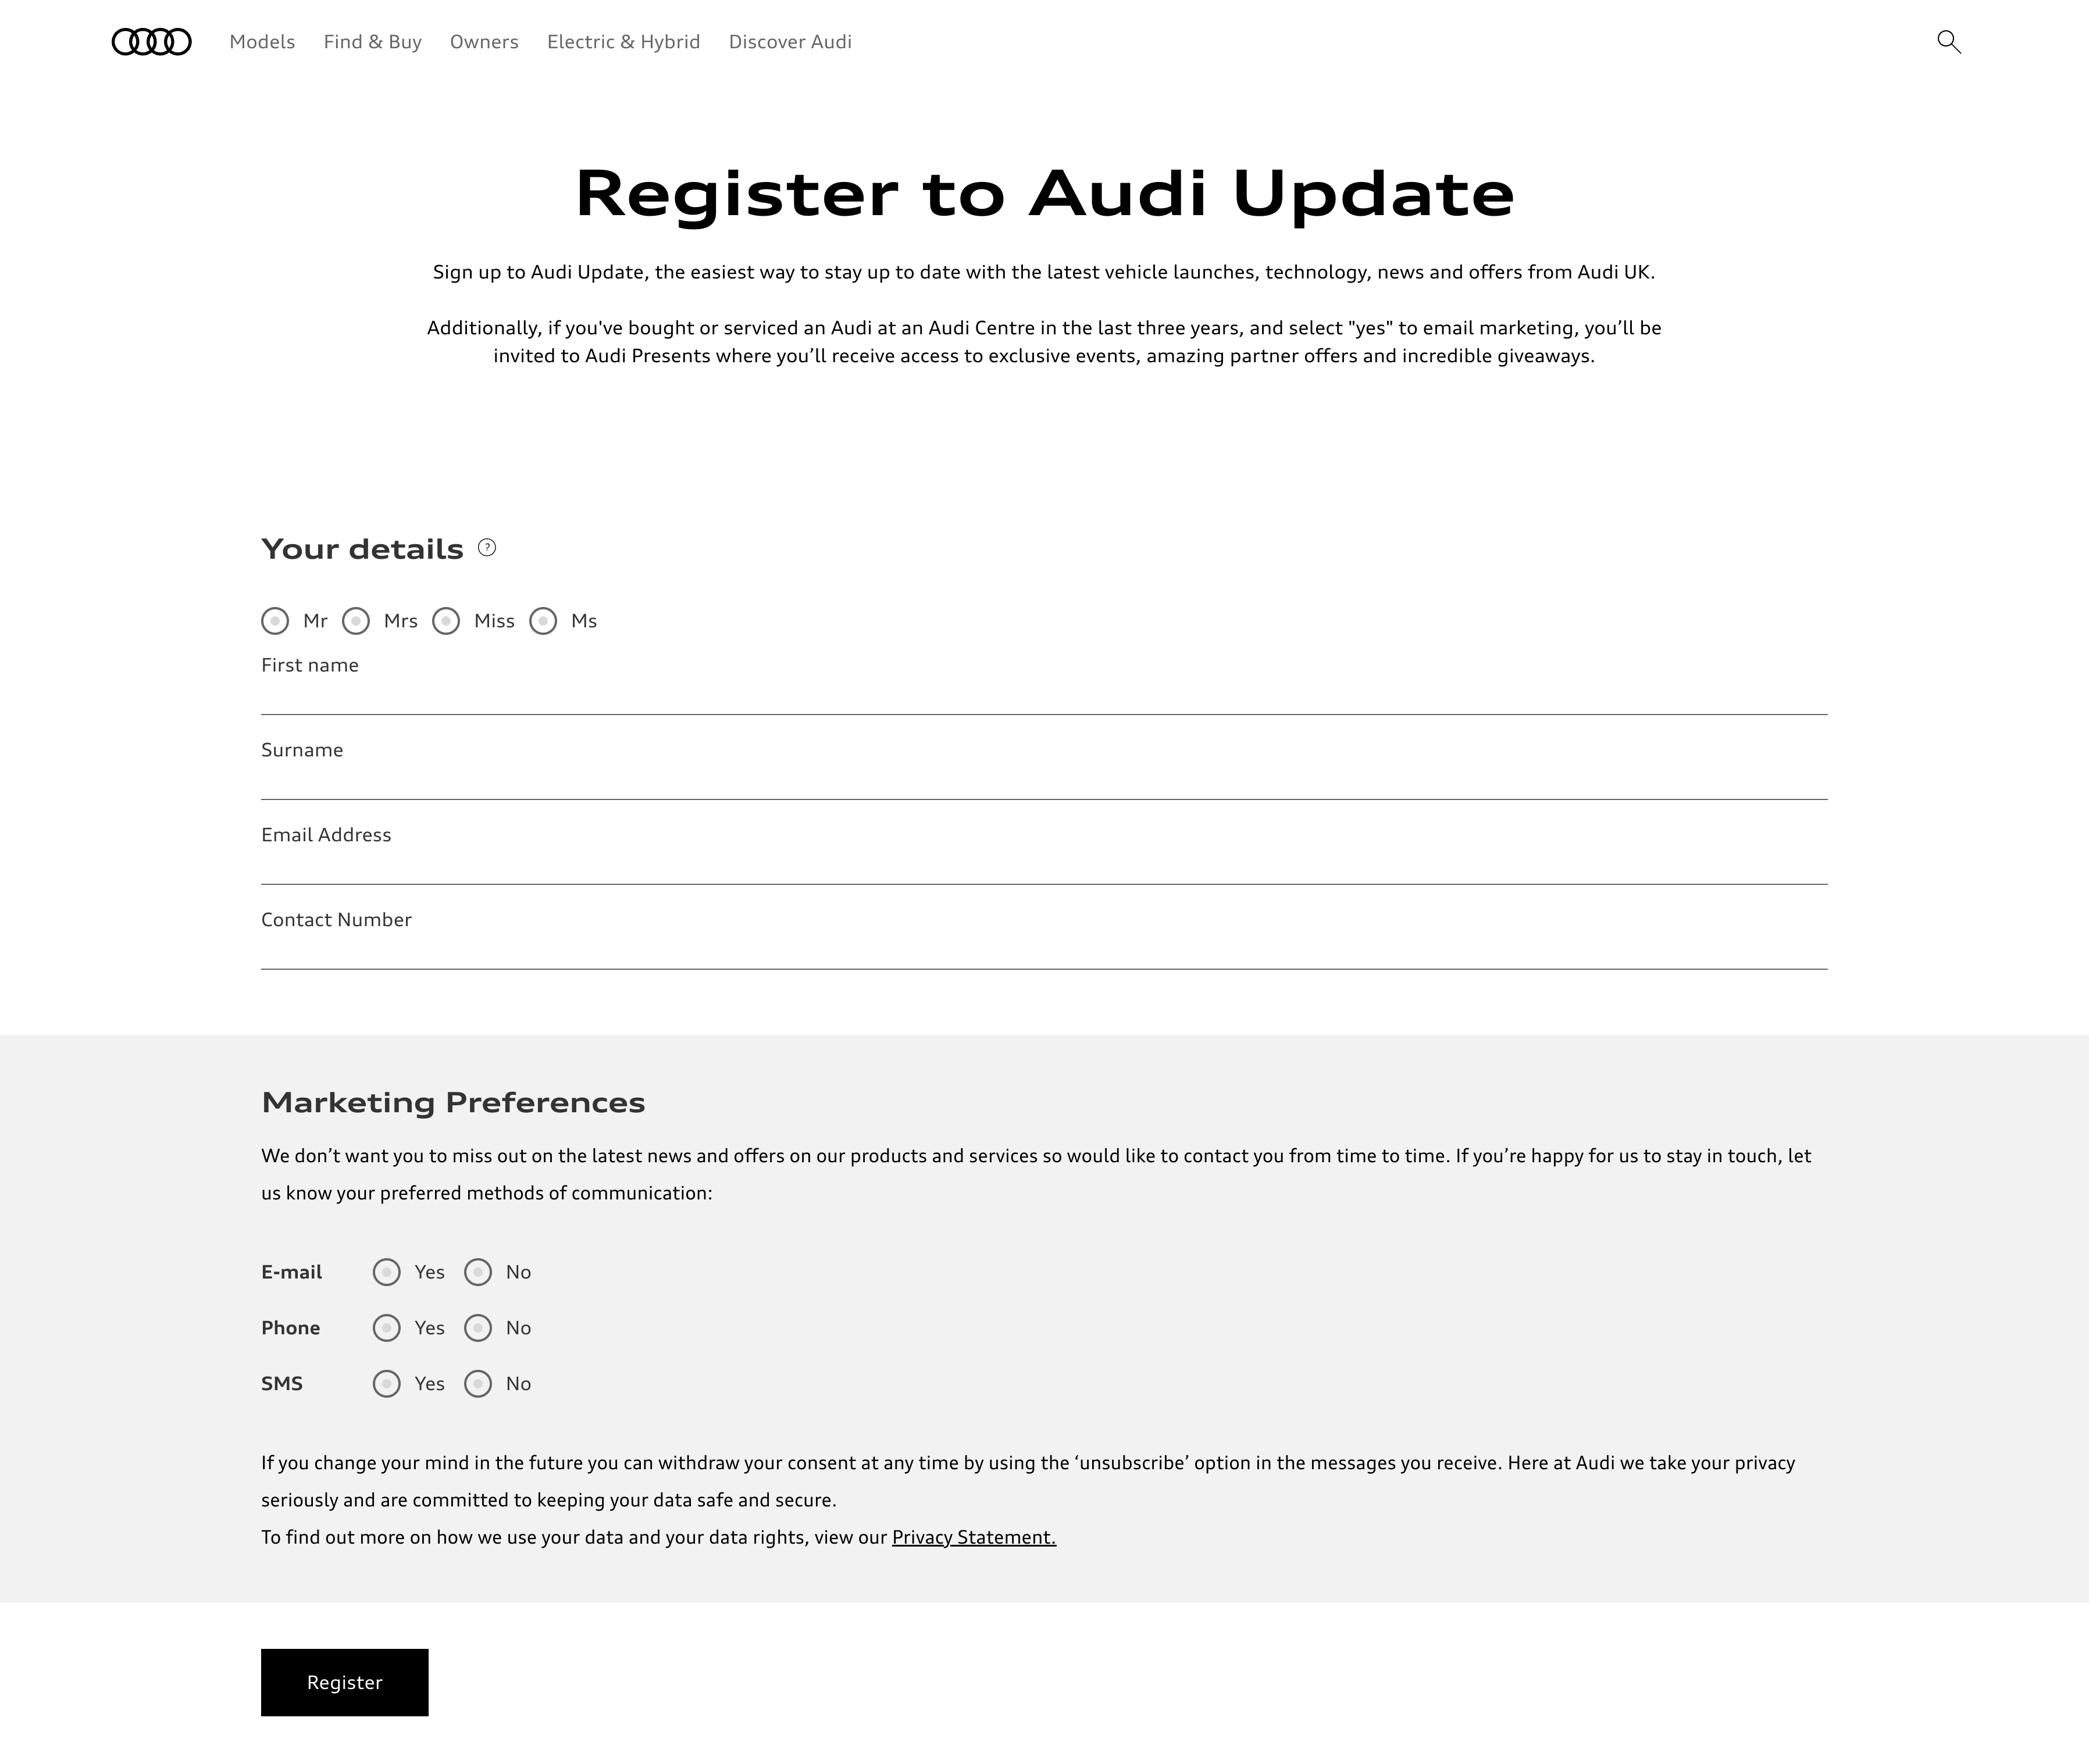 Models Find & Buy Owners Electric & Hybrid Discover Audi
Register to Audi Update
Sign up to Audi Update, the easiest way to stay up to date with the latest vehicle launches, technology, news and offers from Audi UK.
Additionally, if you've bought or serviced an Audi at an Audi Centre in the last three years, and select "yes" to email marketing, you’ll be
invited to Audi Presents where you’ll receive access to exclusive events, amazing partner offers and incredible giveaways.
Your details ?
Mr Mrs Miss Ms
First name
Surname
Email Address
Contact Number
Marketing Preferences
We don’t want you to miss out on the latest news and offers on our products and services so would like to contact you from time to time. If you’re happy for us to stay in touch, let
us know your preferred methods of communication:
E-mail Yes No
Phone Yes No
SMS Yes No
If you change your mind in the future you can withdraw your consent at any time by using the ‘unsubscribe’ option in the messages you receive. Here at Audi we take your privacy
seriously and are committed to keeping your data safe and secure.
To find out more on how we use your data and your data rights, view our Privacy Statement.
Register